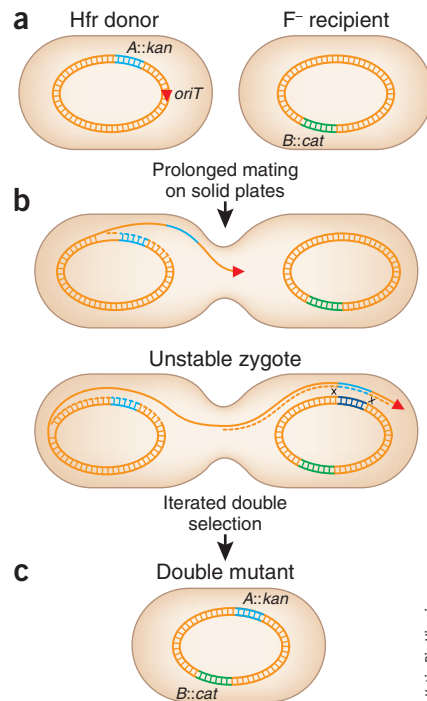 a
Hfr donor
F⁻ recipient
A::kan
oriT
B::cat
Prolonged mating
on solid plates
b
Unstable zygote
x
x
Iterated double
selection
c
Double mutant
A::kan
B::cat